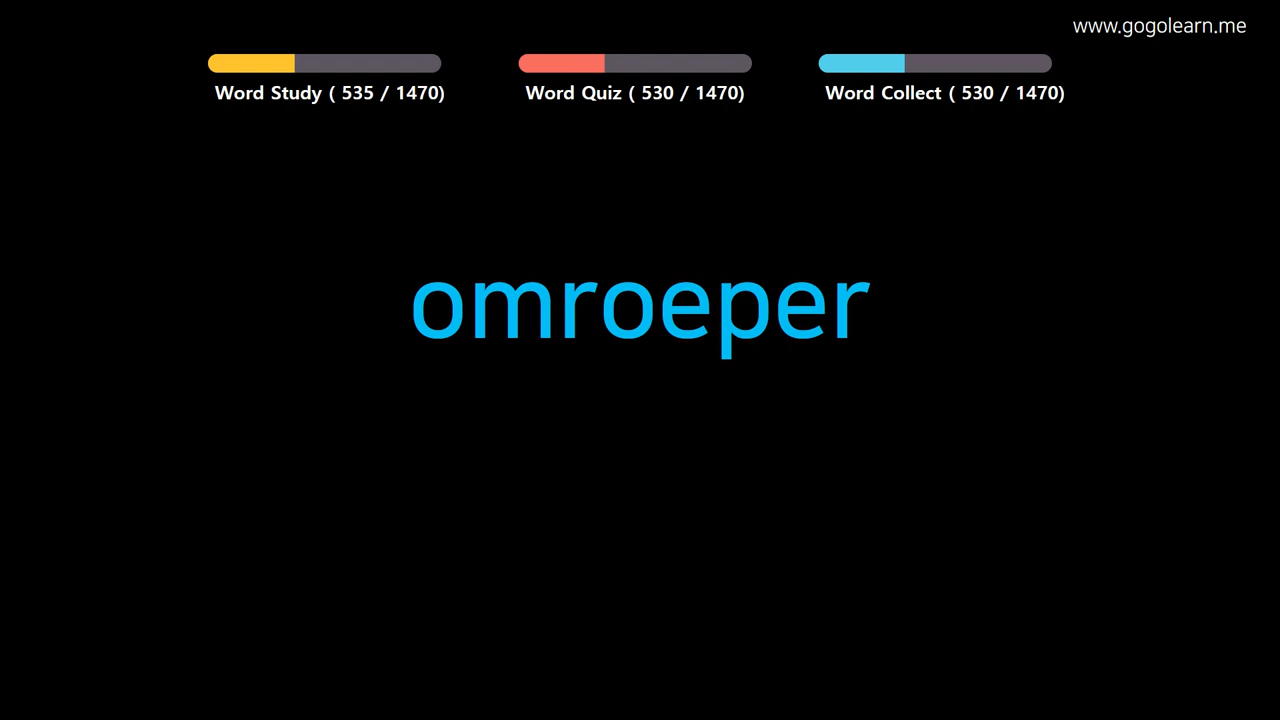 www.gogolearn.me
Word Study ( 535 / 1470)
Word Quiz ( 530 / 1470)
Word Collect ( 530 / 1470)
omroeper